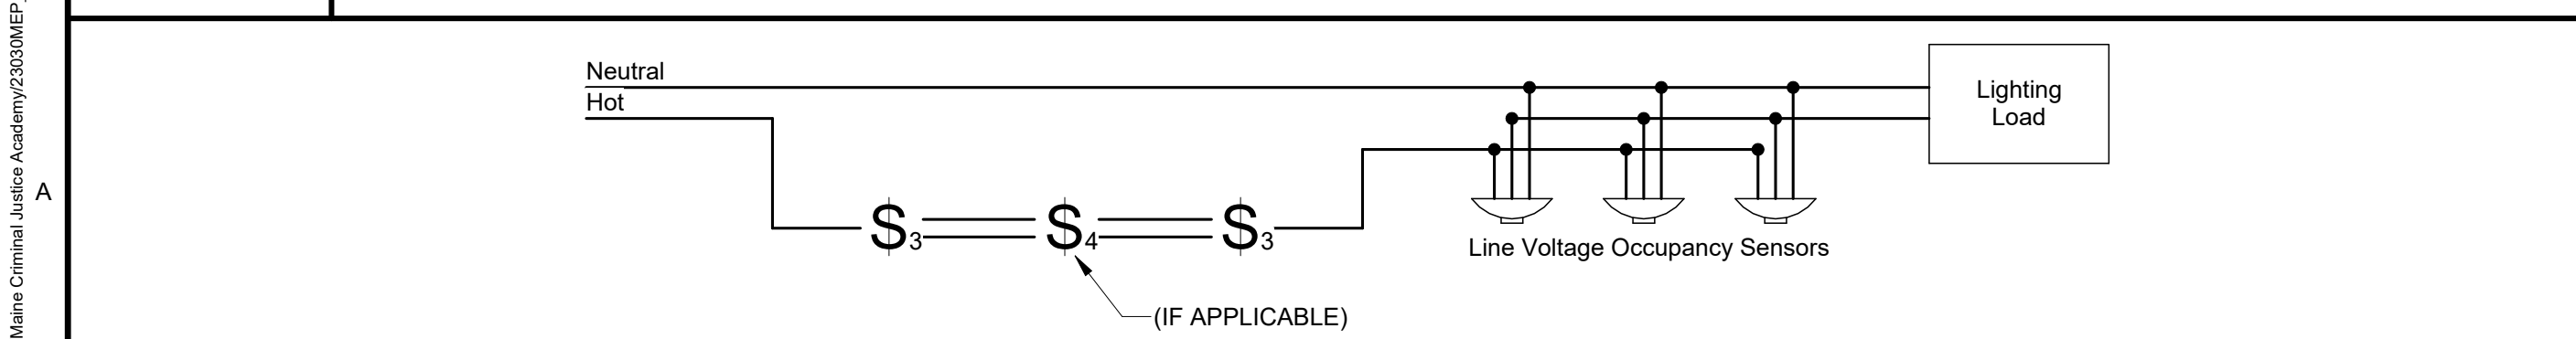 Maine Criminal Justice Academy/23030MEP_
A
Neutral
Hot
Lighting
Load
S3
S4
S3
Line Voltage Occupancy Sensors
(IF APPLICABLE)